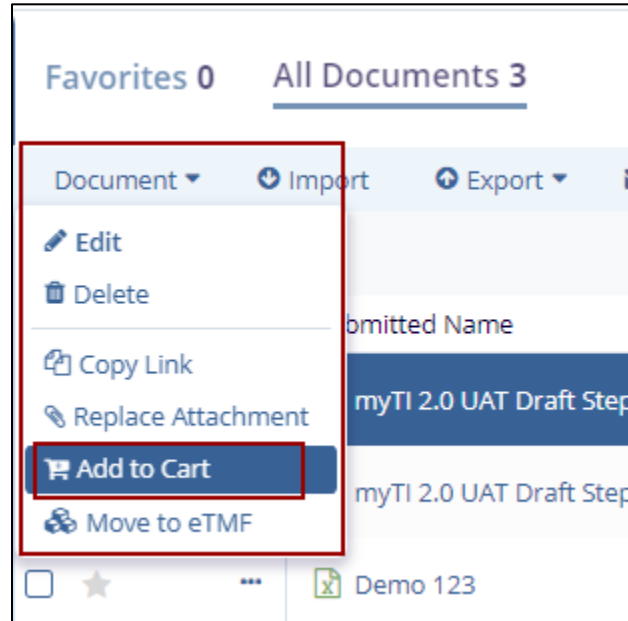 Favorites 0 All Documents 3
Document Import Export
Edit
Delete
bmitted Name
Copy Link
myTI 2.0 UAT Draft Step
Replace Attachment
Add to Cart
myTI 2.0 UAT Draft Step
Move to eTMF
Demo 123